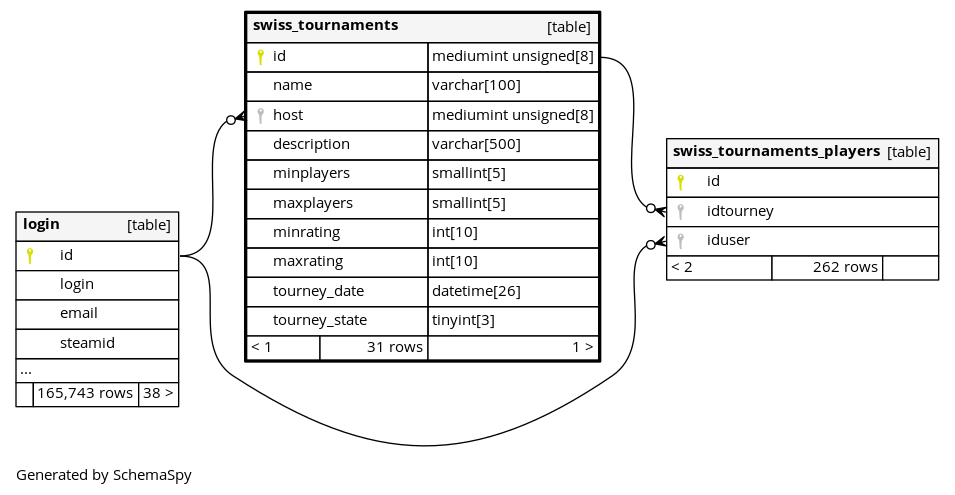 swiss_tournaments [table]
id mediumint unsigned[8]
name varchar[100]
host mediumint unsigned[8]
description varchar[500]
minplayers smallint[5]
maxplayers smallint[5]
minrating int[10]
maxrating int[10]
tourney_date datetime[26]
tourney_state tinyint[3]
< 1 31 rows 1 >
swiss_tournaments_players [table]
id
idtourney
iduser
< 2 262 rows
login [table]
id
login
email
steamid
...
165,743 rows 38 >
Generated by SchemaSpy